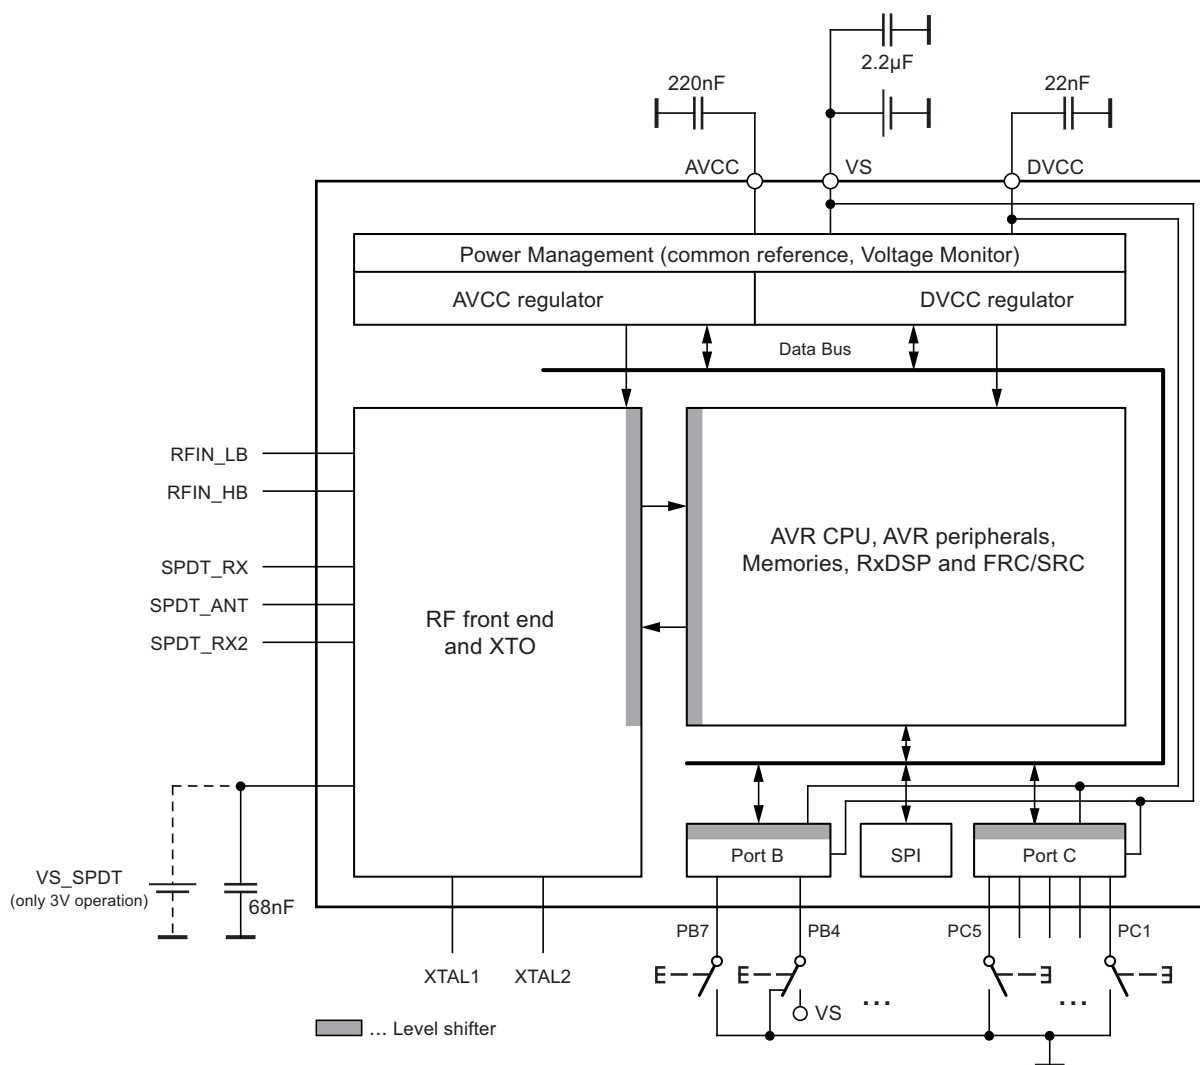 2.2µF
220nF
22nF
AVCC
VS
DVCC
Power Management (common reference, Voltage Monitor)
AVCC regulator
DVCC regulator
Data Bus
RFIN_LB
RFIN_HB
SPDT_RX
SPDT_ANT
SPDT_RX2
RF front end
and XTO
AVR CPU, AVR peripherals,
Memories, RxDSP and FRC/SRC
Port B
SPI
Port C
VS_SPDT
(only 3V operation)
68nF
PB7
PB4
PC5
PC1
XTAL1
XTAL2
VS
...
...
... Level shifter